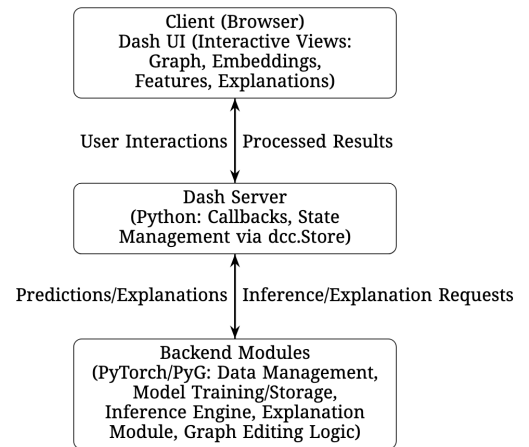 Client (Browser)
Dash UI (Interactive Views:
Graph, Embeddings,
Features, Explanations)
User Interactions
Processed Results
Dash Server
(Python: Callbacks, State
Management via dcc.Store)
Predictions/Explanations
Inference/Explanation Requests
Backend Modules
(PyTorch/PyG: Data Management,
Model Training/Storage,
Inference Engine, Explanation
Module, Graph Editing Logic)